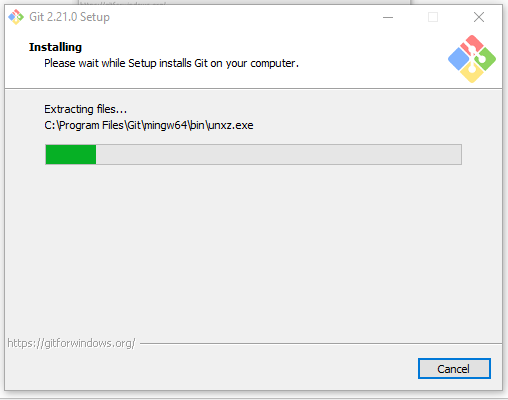 Git 2.21.0 Setup
Installing
Please wait while Setup installs Git on your computer.
Extracting files...
C:\Program Files\Git\mingw64\bin\unxz.exe
https://gitforwindows.org/
Cancel